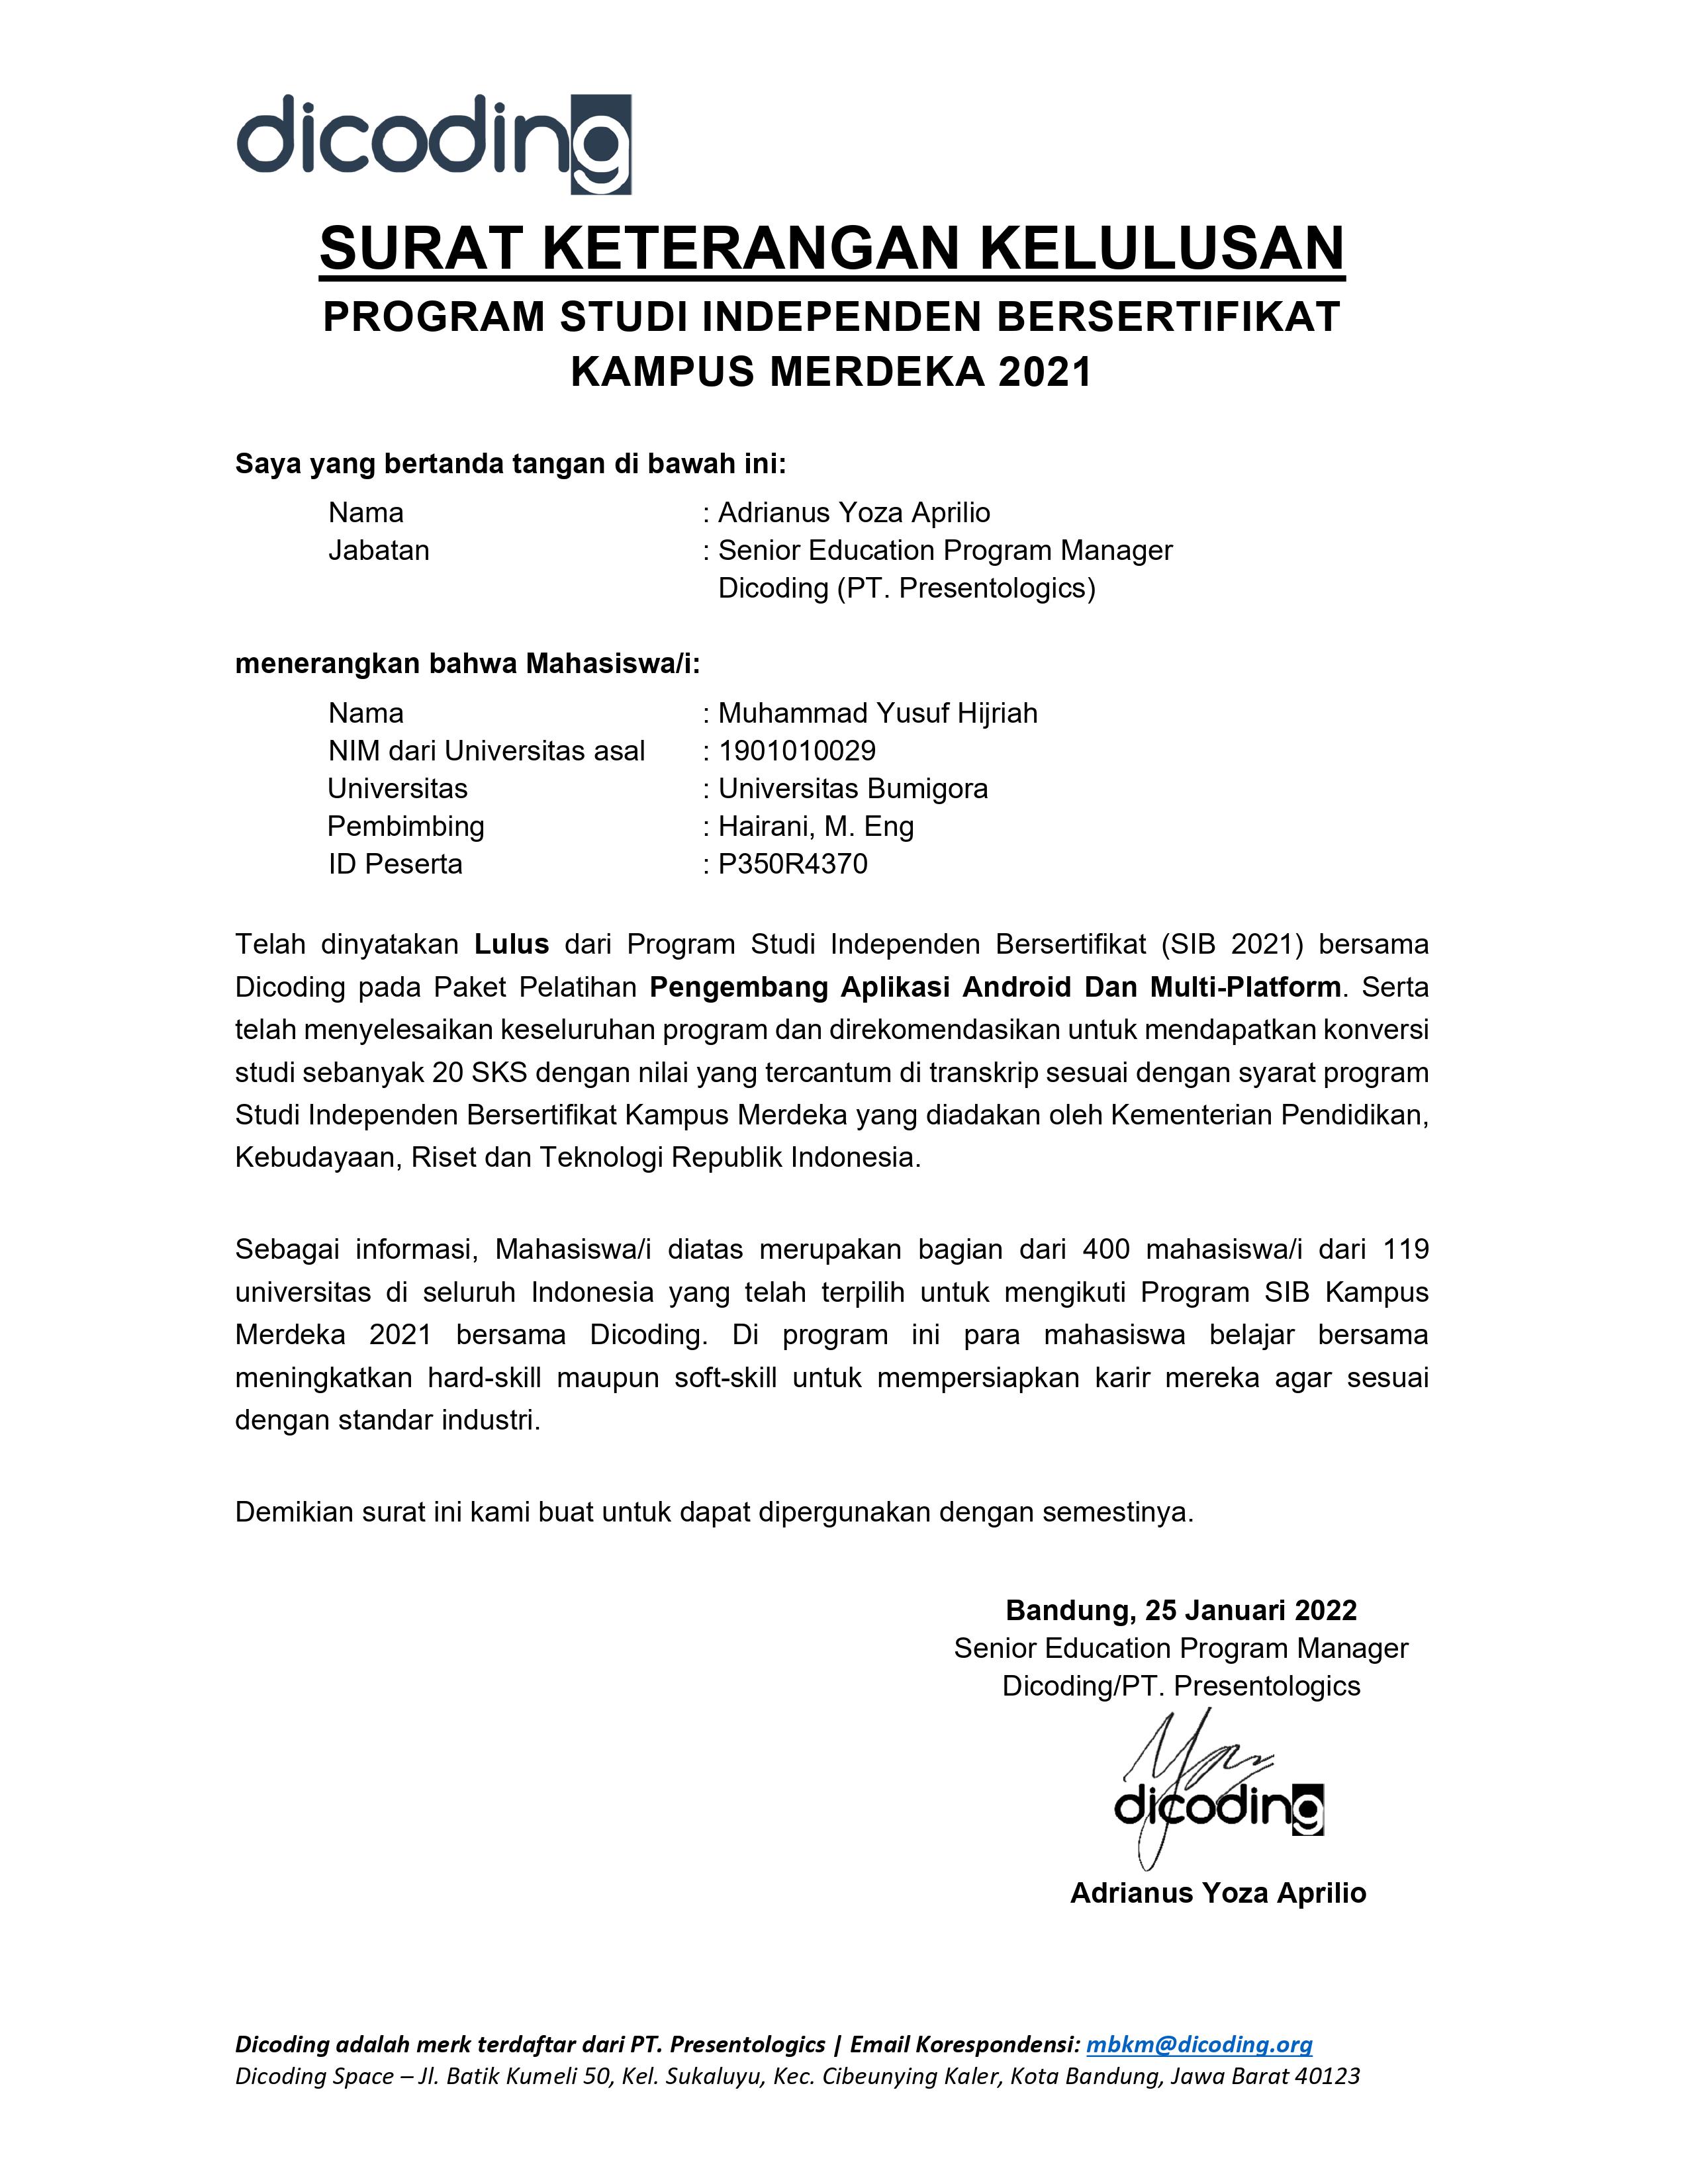 dicoding
SURAT KETERANGAN KELULUSAN
PROGRAM STUDI INDEPENDEN BERSERTIFIKAT
KAMPUS MERDEKA 2021
Saya yang bertanda tangan di bawah ini:
Nama : Adrianus Yoza Aprilio
Jabatan : Senior Education Program Manager
Dicoding (PT. Presentologics)
menerangkan bahwa Mahasiswa/i:
Nama : Muhammad Yusuf Hijriah
NIM dari Universitas asal : 1901010029
Universitas : Universitas Bumigora
Pembimbing : Hairani, M. Eng
ID Peserta : P350R4370
Telah dinyatakan Lulus dari Program Studi Independen Bersertifikat (SIB 2021) bersama
Dicoding pada Paket Pelatihan Pengembang Aplikasi Android Dan Multi-Platform. Serta
telah menyelesaikan keseluruhan program dan direkomendasikan untuk mendapatkan konversi
studi sebanyak 20 SKS dengan nilai yang tercantum di transkrip sesuai dengan syarat program
Studi Independen Bersertifikat Kampus Merdeka yang diadakan oleh Kementerian Pendidikan,
Kebudayaan, Riset dan Teknologi Republik Indonesia.
Sebagai informasi, Mahasiswa/i diatas merupakan bagian dari 400 mahasiswa/i dari 119
universitas di seluruh Indonesia yang telah terpilih untuk mengikuti Program SIB Kampus
Merdeka 2021 bersama Dicoding. Di program ini para mahasiswa belajar bersama
meningkatkan hard-skill maupun soft-skill untuk mempersiapkan karir mereka agar sesuai
dengan standar industri.
Demikian surat ini kami buat untuk dapat dipergunakan dengan semestinya.
Bandung, 25 Januari 2022
Senior Education Program Manager
Dicoding/PT. Presentologics
dicoding
Adrianus Yoza Aprilio
Dicoding adalah merk terdaftar dari PT. Presentologics | Email Korespondensi: mbkm@dicoding.org
Dicoding Space – Jl. Batik Kumeli 50, Kel. Sukaluyu, Kec. Cibeunying Kaler, Kota Bandung, Jawa Barat 40123